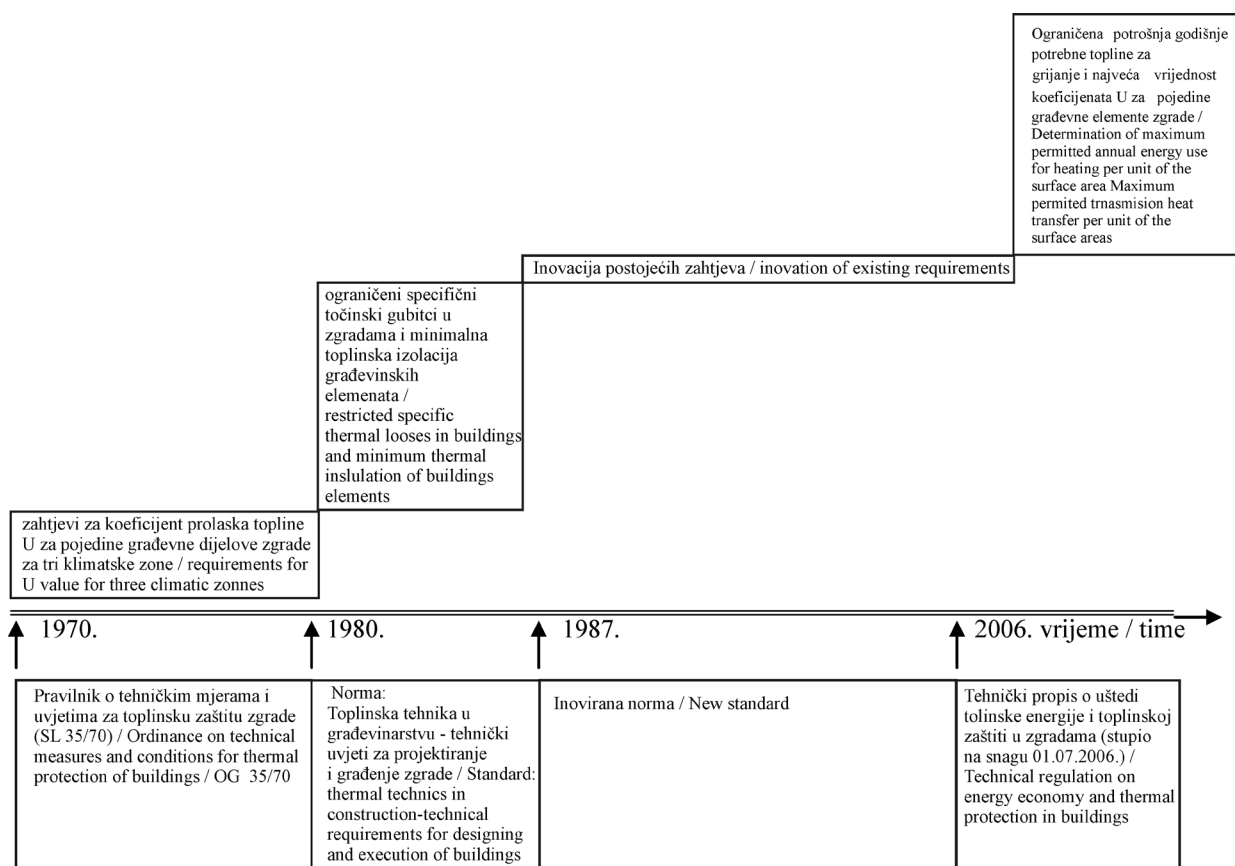 Ograničena potrošnja godišnje
potrebne topline za
grijanje i najveća vrijednost
koeficijenata U za pojedine
građevne elemente zgrade /
Determination of maximum
permitted annual energy use
for heating per unit of the
surface area Maximum
permited trnasmision heat
transfer per unit of the
surface areas
Inovacija postojećih zahtjeva / inovation of existing requirements
ograničeni specifični
točinski gubitci u
zgradama i minimalna
toplinska izolacija
građevinskih
elemenata /
restricted specific
thermal looses in buildings
and minimum thermal
inslulation of buildings
elements
zahtjevi za koeficijent prolaska topline
U za pojedine građevne dijelove zgrade
za tri klimatske zone / requirements for
U value for three climatic zonnes
1970.
1980.
1987.
2006. vrijeme / time
Pravilnik o tehničkim mjerama i
uvjetima za toplinsku zaštitu zgrade
(SL 35/70) / Ordinance on technical
measures and conditions for thermal
protection of buildings / OG 35/70
Norma:
Toplinska tehnika u
građevinarstvu - tehnički
uvjeti za projektiranje
i građenje zgrade / Standard:
thermal technics in
construction-technical
requirements for designing
and execution of buildings
Inovirana norma / New standard
Tehnički propis o uštedi
tolinske energije i toplinskoj
zaštiti u zgradama (stupio
na snagu 01.07.2006.) /
Technical regulation on
energy economy and thermal
protection in buildings